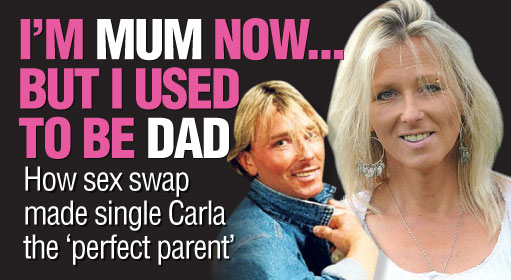 I'M MUM NOW...
BUT I USED
TO BE DAD
How sex swap
made single Carla
the 'perfect parent'